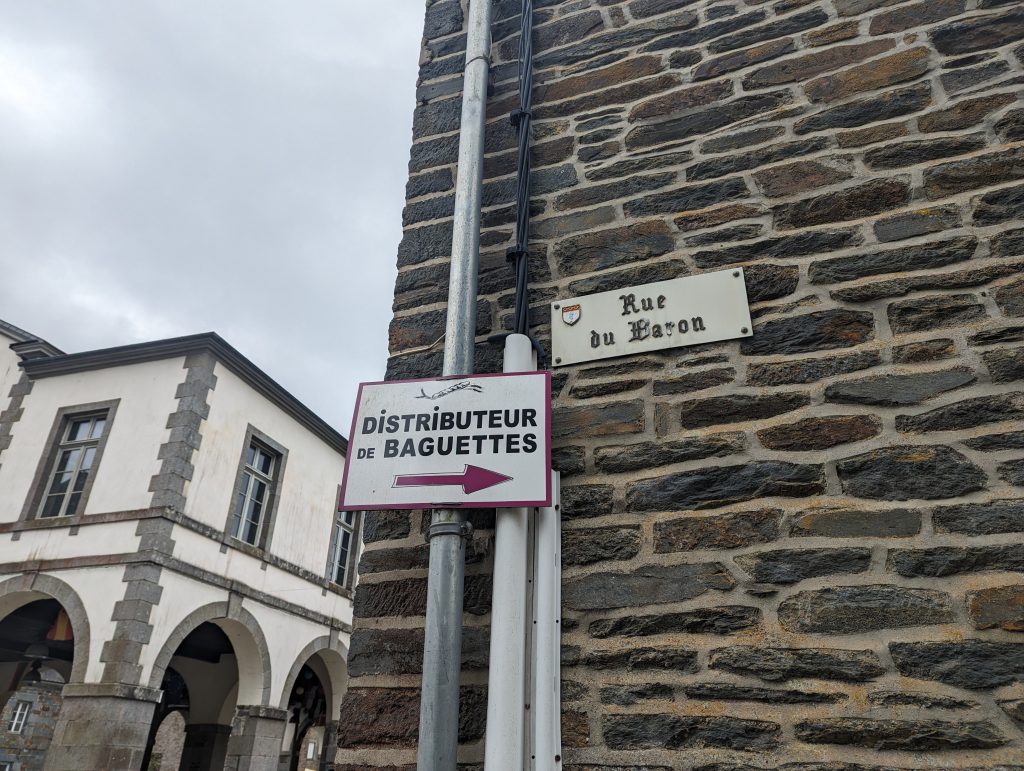 Rue
du Baron
DiSTRiBUTEUR
DE BAGUETTES